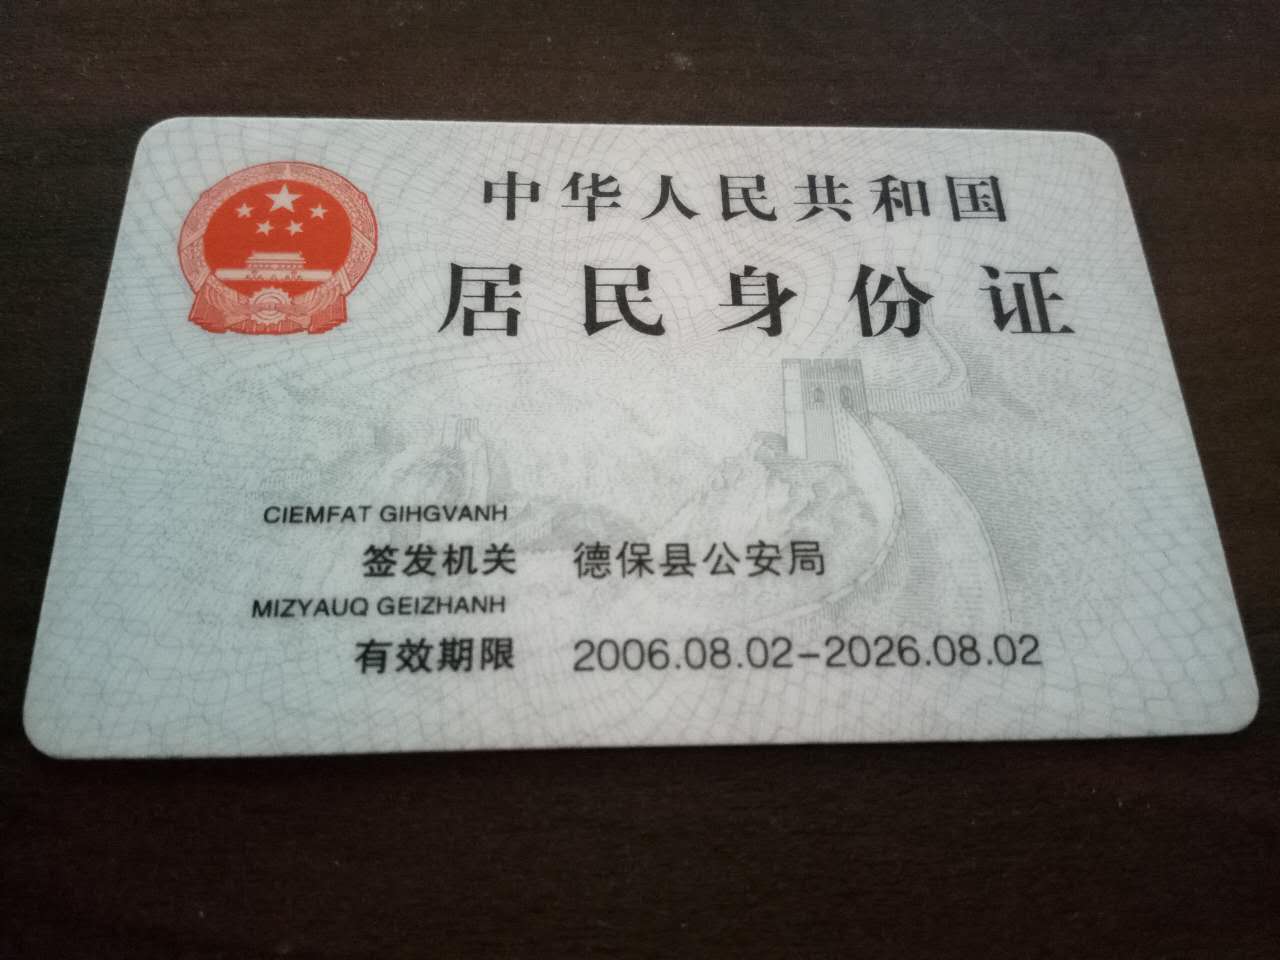 中华人民共和国
居民身份证
CIEMFAT GIHGVANH
签发机关 德保县公安局
MIZYAUQ GEIZHANH
有效期限 2006.08.02-2026.08.02